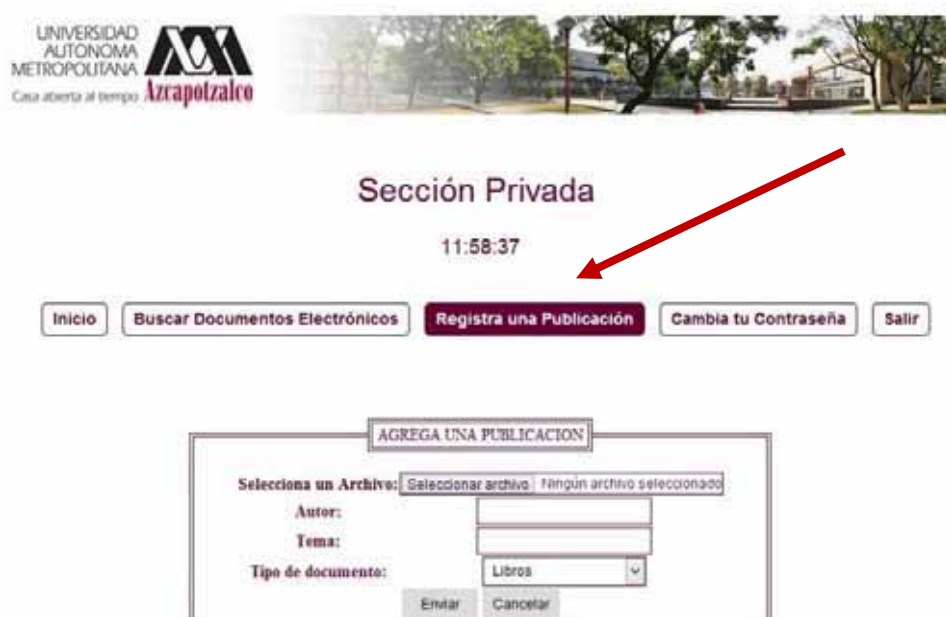 UNIVERSIDAD
AUTONOMA
METROPOLITANA
Casa abierta al tiempo Azcapotzalco
Sección Privada
11:58:37
Inicio Buscar Documentos Electrónicos Registra una Publicación Cambia tu Contraseña Salir
AGREGA UNA PUBLICACION
Selecciona un Archivo: Seleccionar archivo Ningún archivo seleccionado
Autor:
Tema:
Tipo de documento: Libros
Enviar Cancelar